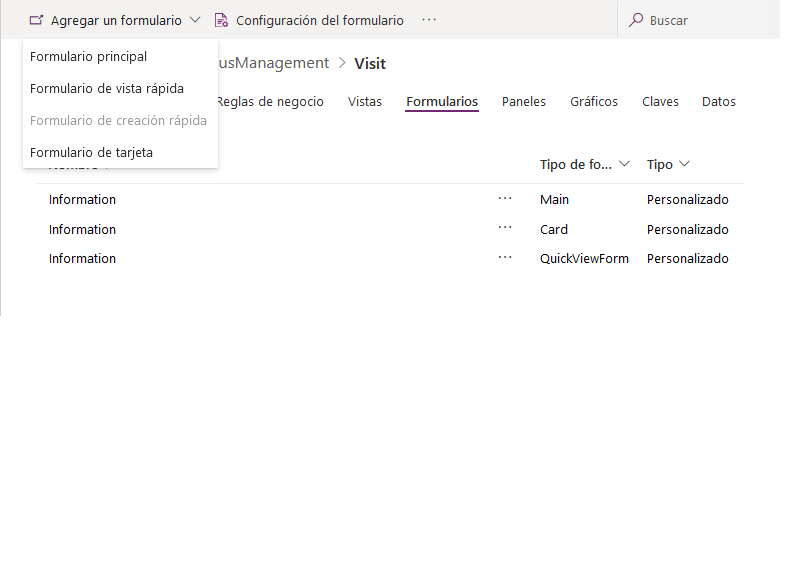 Agregar un formulario
Configuración del formulario
···
Buscar
Formulario principal
Formulario de vista rápida
Formulario de creación rápida
Formulario de tarjeta
usManagement > Visit
Reglas de negocio
Vistas
Formularios
Paneles
Gráficos
Claves
Datos
Tipo de fo...
Tipo
Information ··· Main Personalizado
Information ··· Card Personalizado
Information ··· QuickViewForm Personalizado